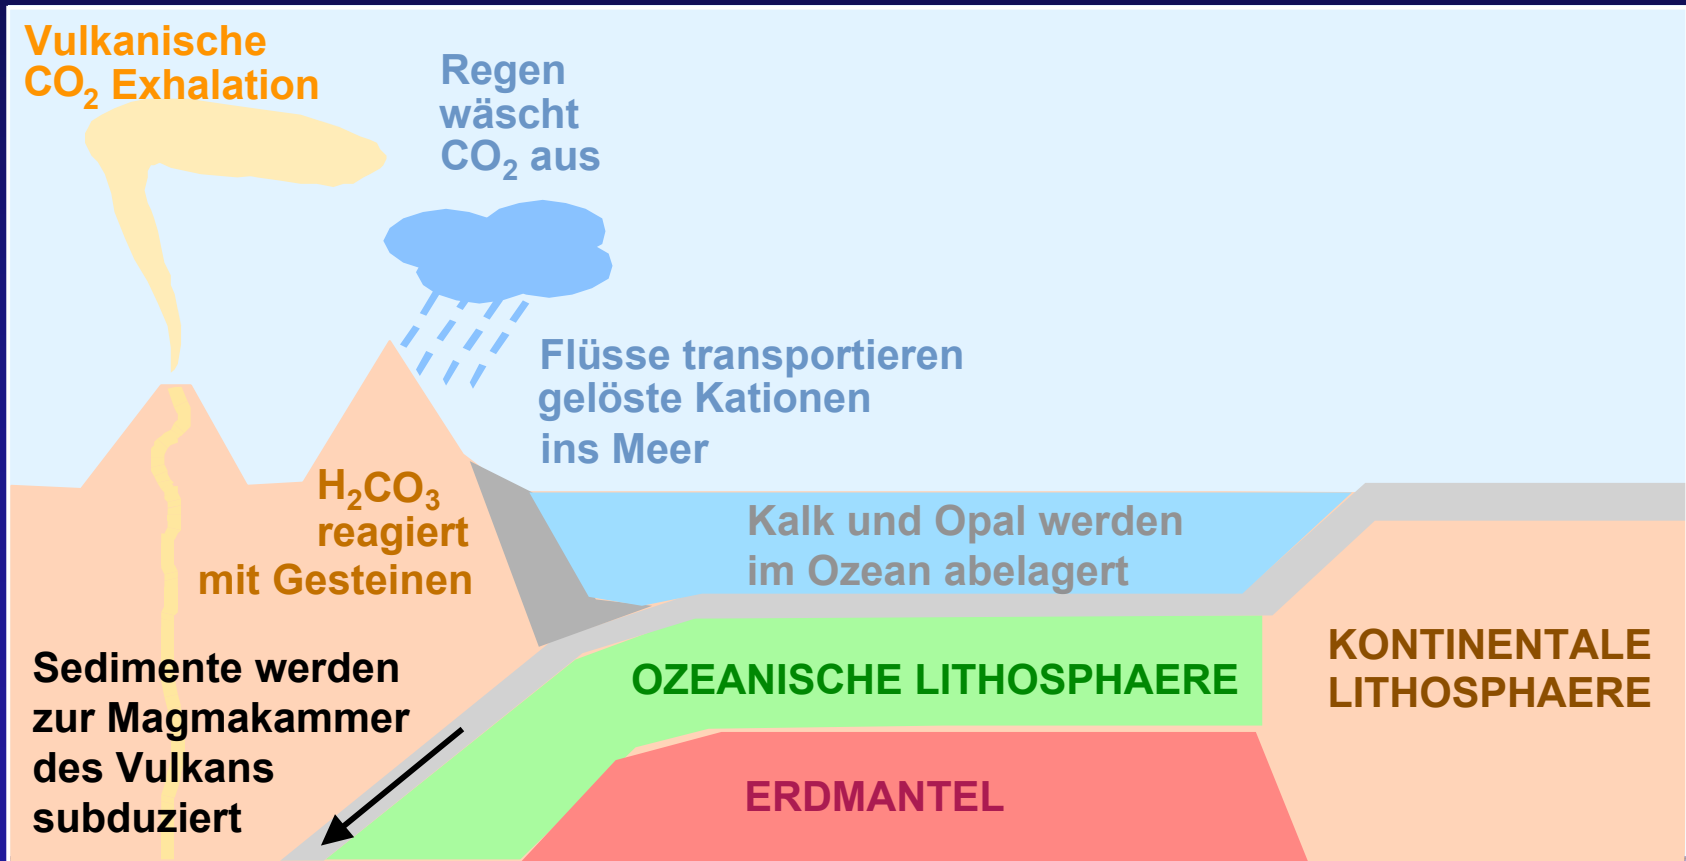 Vulkanische
CO₂ Exhalation
Regen
wäscht
CO₂ aus
Flüsse transportieren
gelöste Kationen
ins Meer
H₂CO₃
reagiert
mit Gesteinen
Kalk und Opal werden
im Ozean abelagert
Sedimente werden
zur Magmakammer
des Vulkans
subduziert
OZEANISCHE LITHOSPHAERE
KONTINENTALE
LITHOSPHAERE
ERDMANTEL